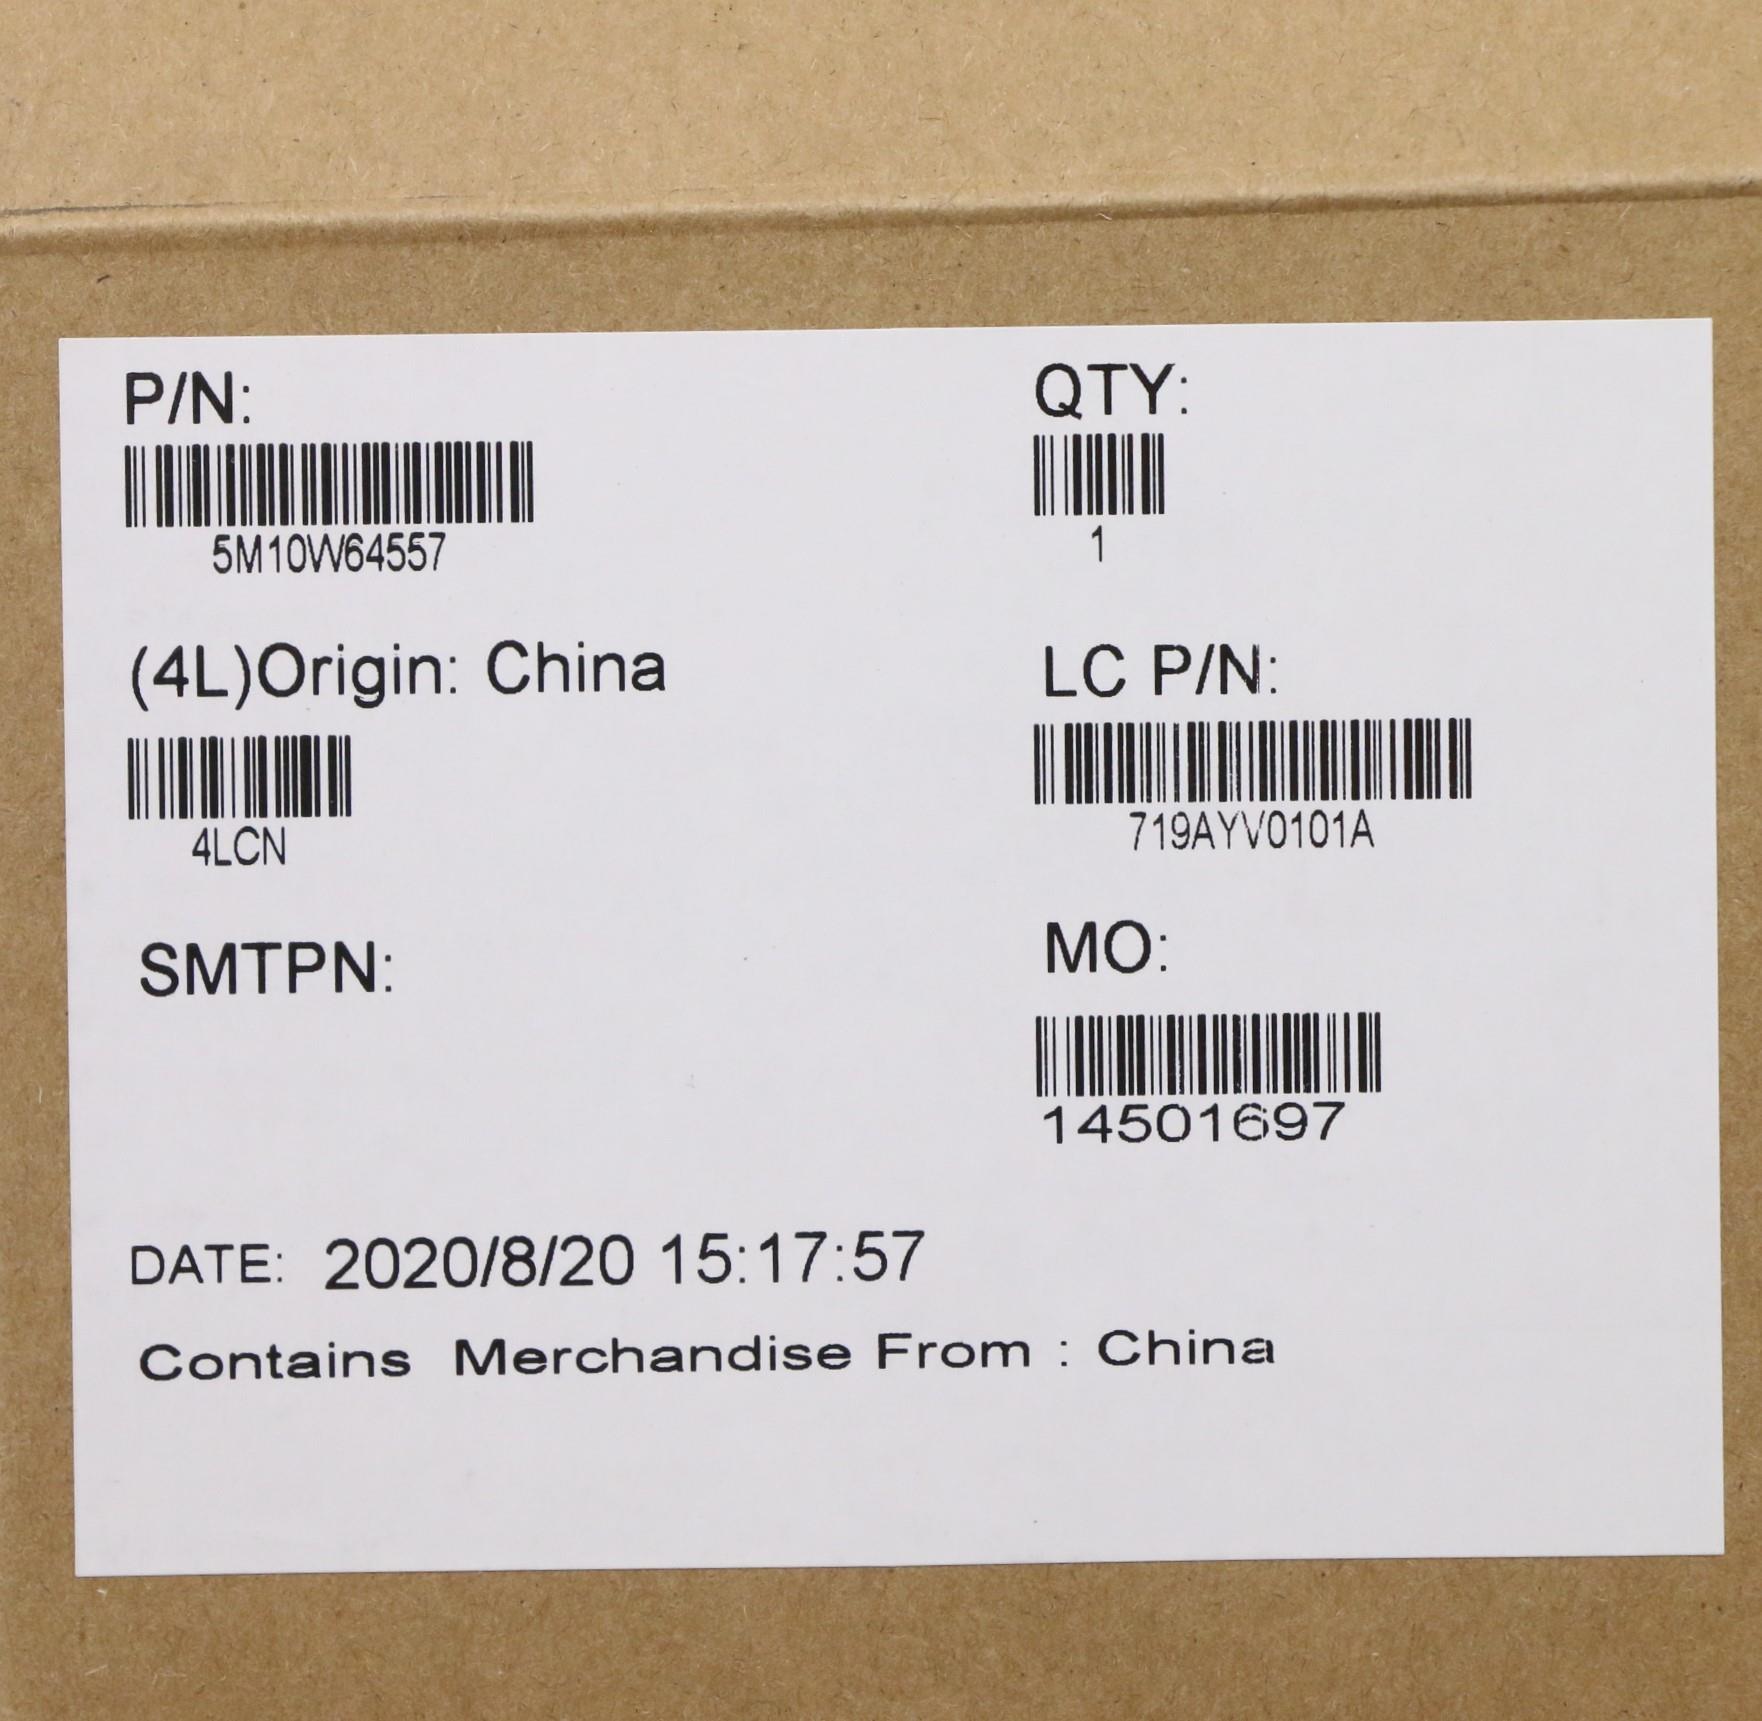 P/N:
5M10W64557
QTY:
1
(4L)Origin: China
4LCN
LC P/N:
719AYV0101A
SMTPN:
MO:
14501697
DATE: 2020/8/20 15:17:57
Contains Merchandise From : China